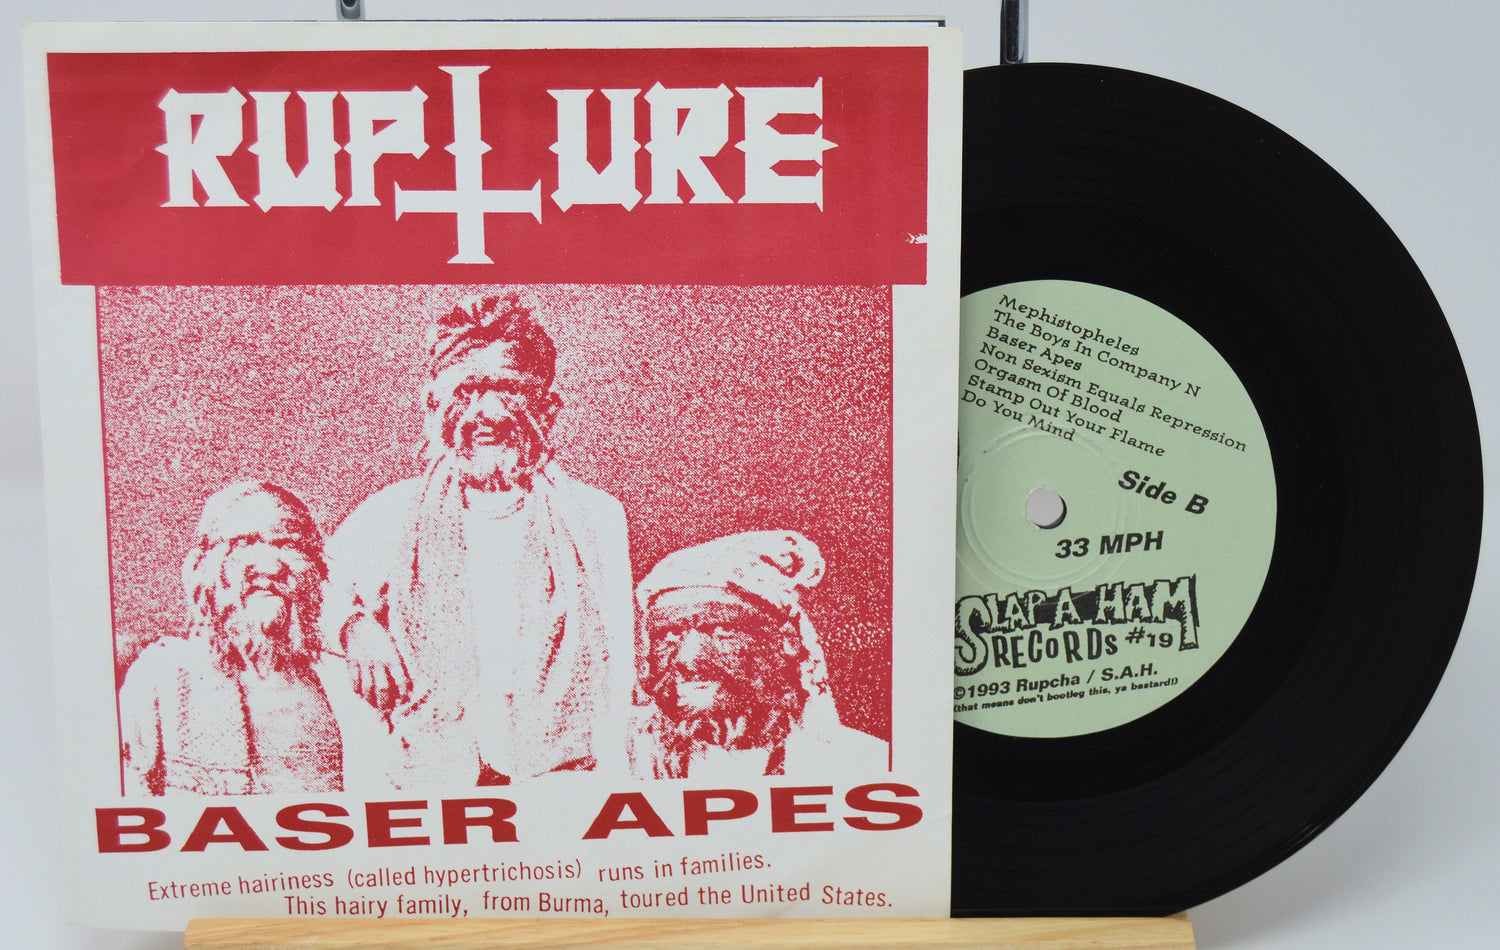 RUPTURE
BASER APES
Extreme hairiness (called hypertrichosis) runs in families.
This hairy family, from Burma, toured the United States.
Mephistopheles
The Boys In Company N
Baser Apes
Non Sexism Equals Repression
Orgasm Of Blood
Stamp Out Your Flame
Do You Mind
Side B
33 MPH
SLAP A HAM
RECORDS #19
©1993 Rupcha / S.A.H.
(that means don't bootleg this, ya bastard!)